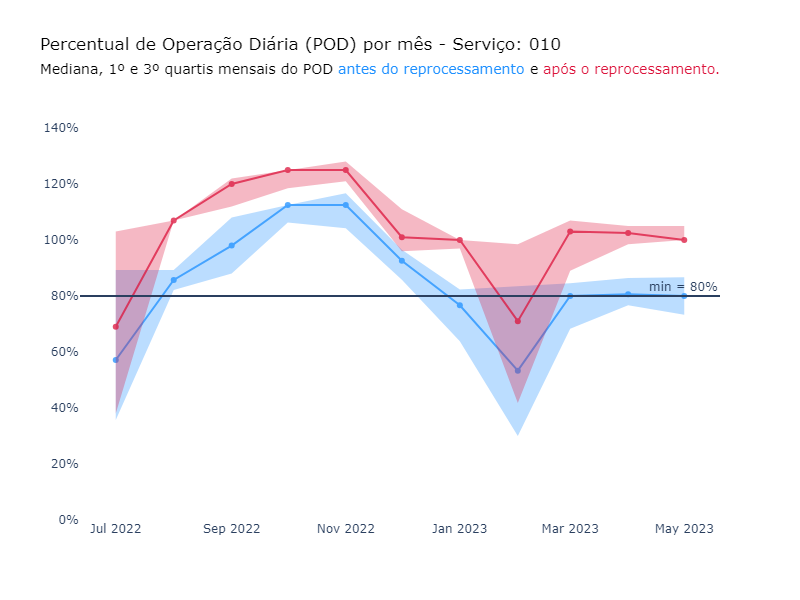 Percentual de Operação Diária (POD) por mês - Serviço: 010
Mediana, 1º e 3º quartis mensais do POD antes do reprocessamento e após o reprocessamento.
140%
120%
100%
80%
min = 80%
60%
40%
20%
0%
Jul 2022 Sep 2022 Nov 2022 Jan 2023 Mar 2023 May 2023